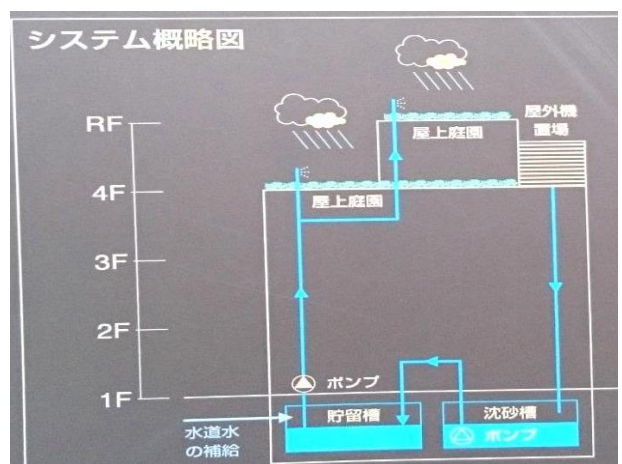 システム概略図
RF
4F
3F
2F
1F
屋上庭園
屋外機
置場
屋上庭園
ポンプ
貯留槽
沈砂槽
ポンプ
水道水
の補給